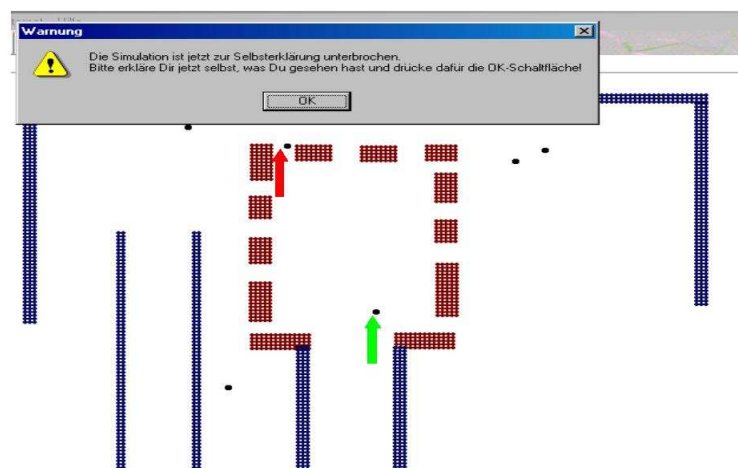 Warnung
Die Simulation ist jetzt zur Selbsterklärung unterbrochen.
Bitte erkläre Dir jetzt selbst, was Du gesehen hast und drücke dafür die OK-Schaltfläche!
OK